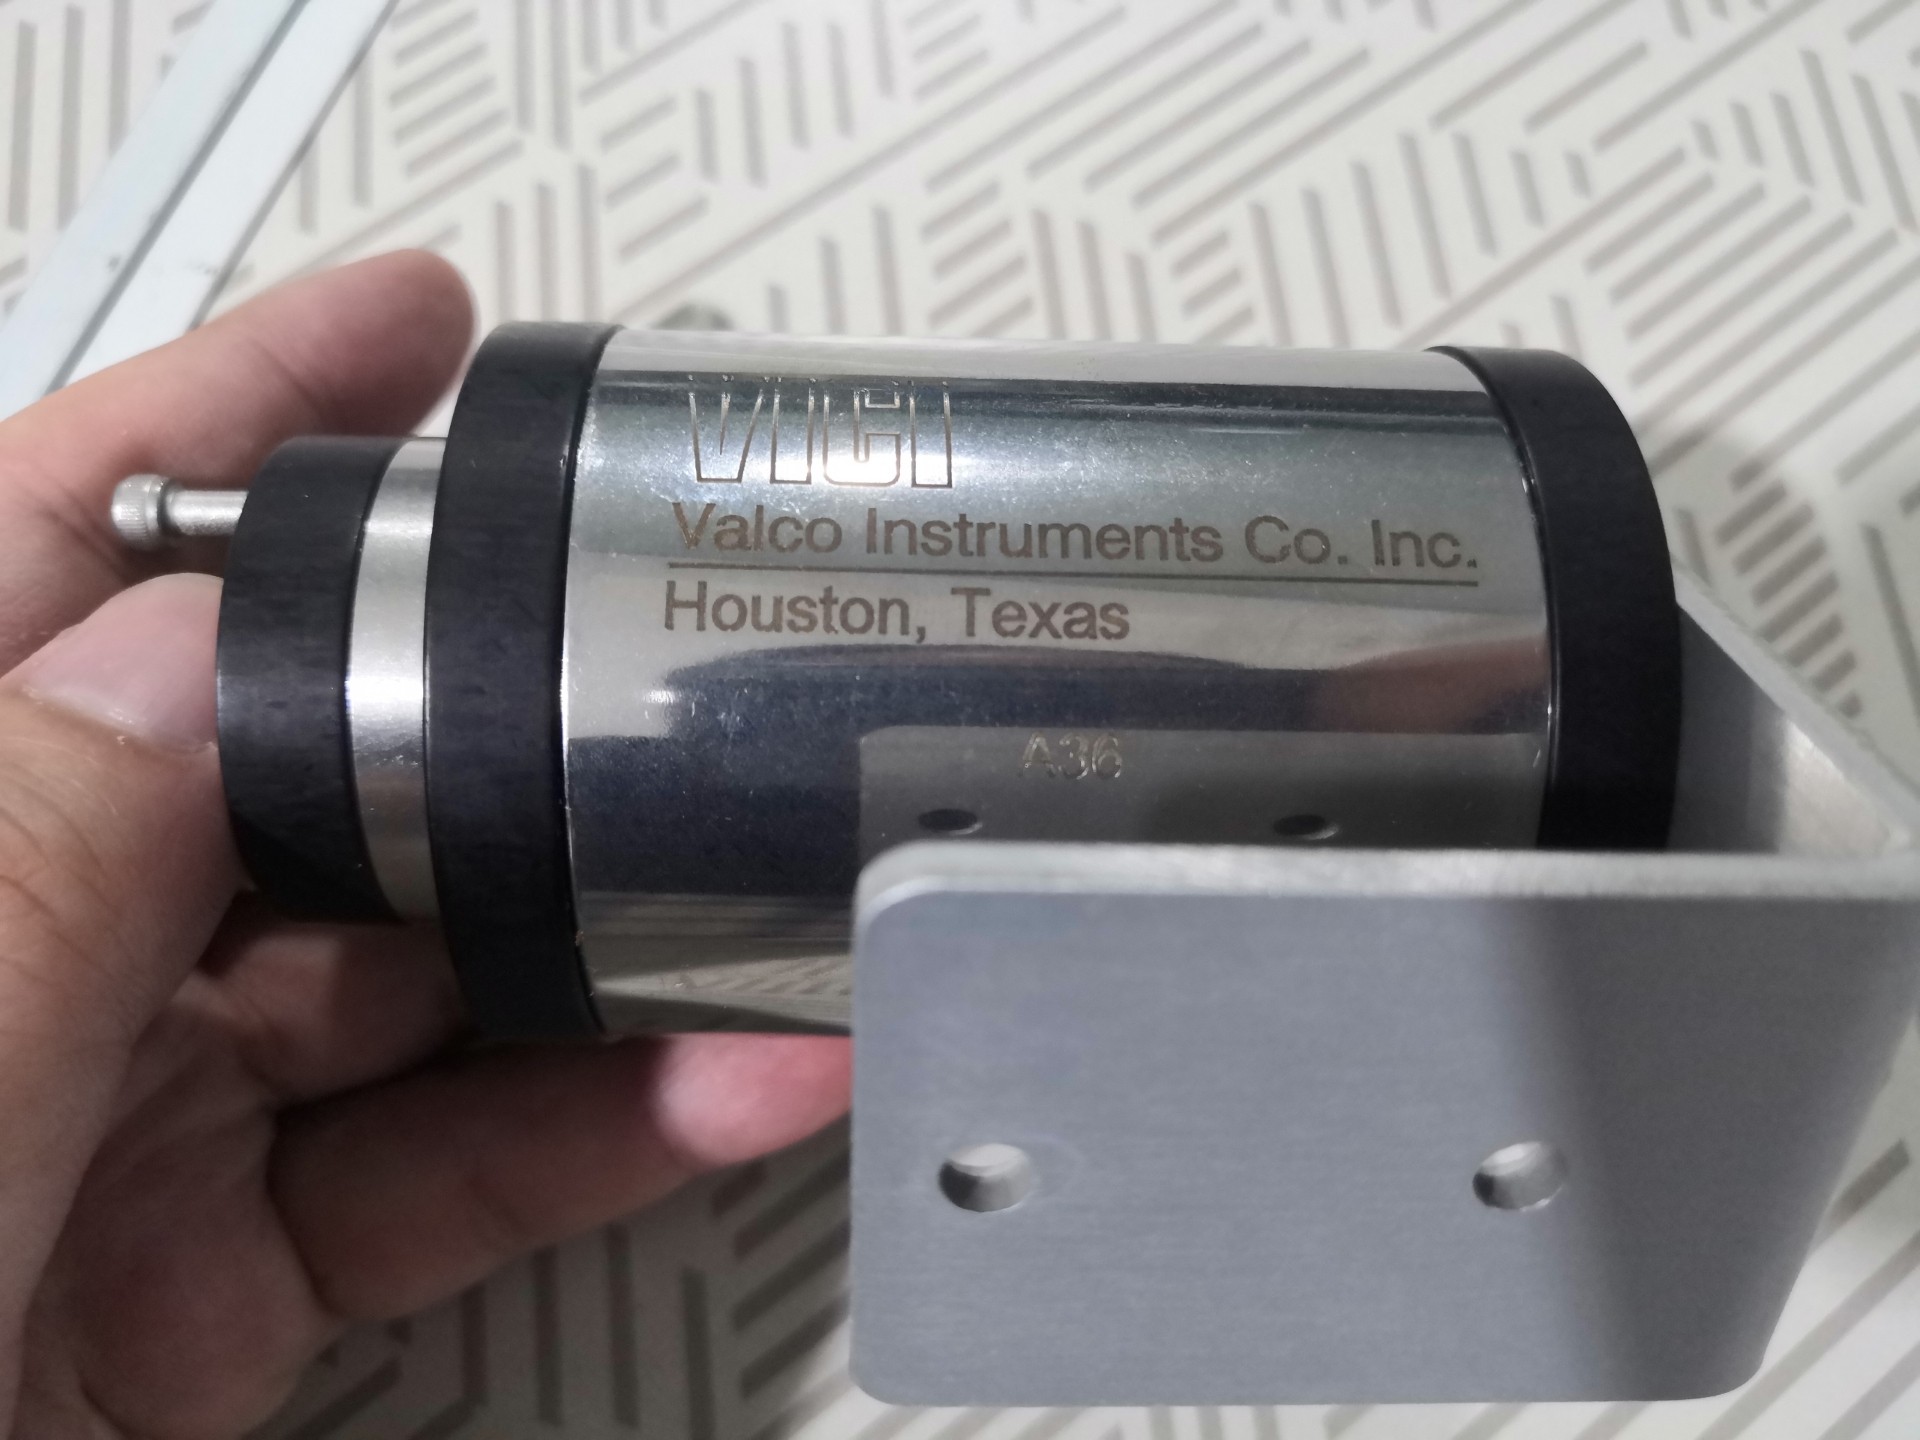 VICI
Valco Instruments Co. Inc.
Houston, Texas
A36